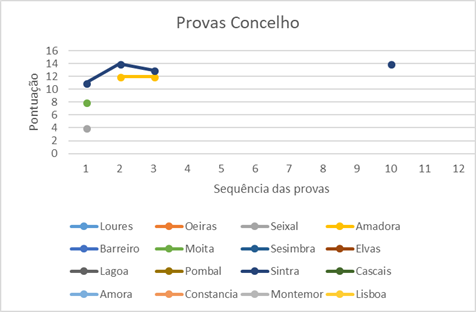 Provas Concelho
Pontuação
16
14
12
10
8
6
4
2
0
1 2 3 4 5 6 7 8 9 10 11 12
Sequência das provas
Loures Oeiras Seixal Amadora
Barreiro Moita Sesimbra Elvas
Lagoa Pombal Sintra Cascais
Amora Constancia Montemor Lisboa